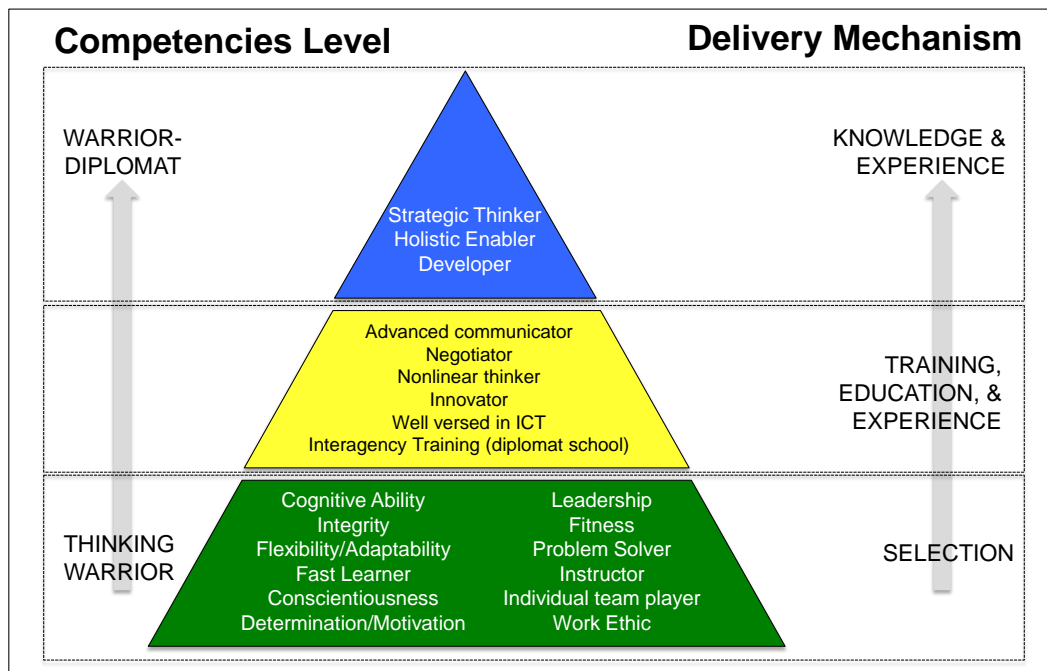 Competencies Level
Delivery Mechanism
WARRIOR-
DIPLOMAT
Strategic Thinker
Holistic Enabler
Developer
KNOWLEDGE &
EXPERIENCE
Advanced communicator
Negotiator
Nonlinear thinker
Innovator
Well versed in ICT
Interagency Training (diplomat school)
TRAINING,
EDUCATION, &
EXPERIENCE
THINKING
WARRIOR
Cognitive Ability
Integrity
Flexibility/Adaptability
Fast Learner
Conscientiousness
Determination/Motivation
Leadership
Fitness
Problem Solver
Instructor
Individual team player
Work Ethic
SELECTION